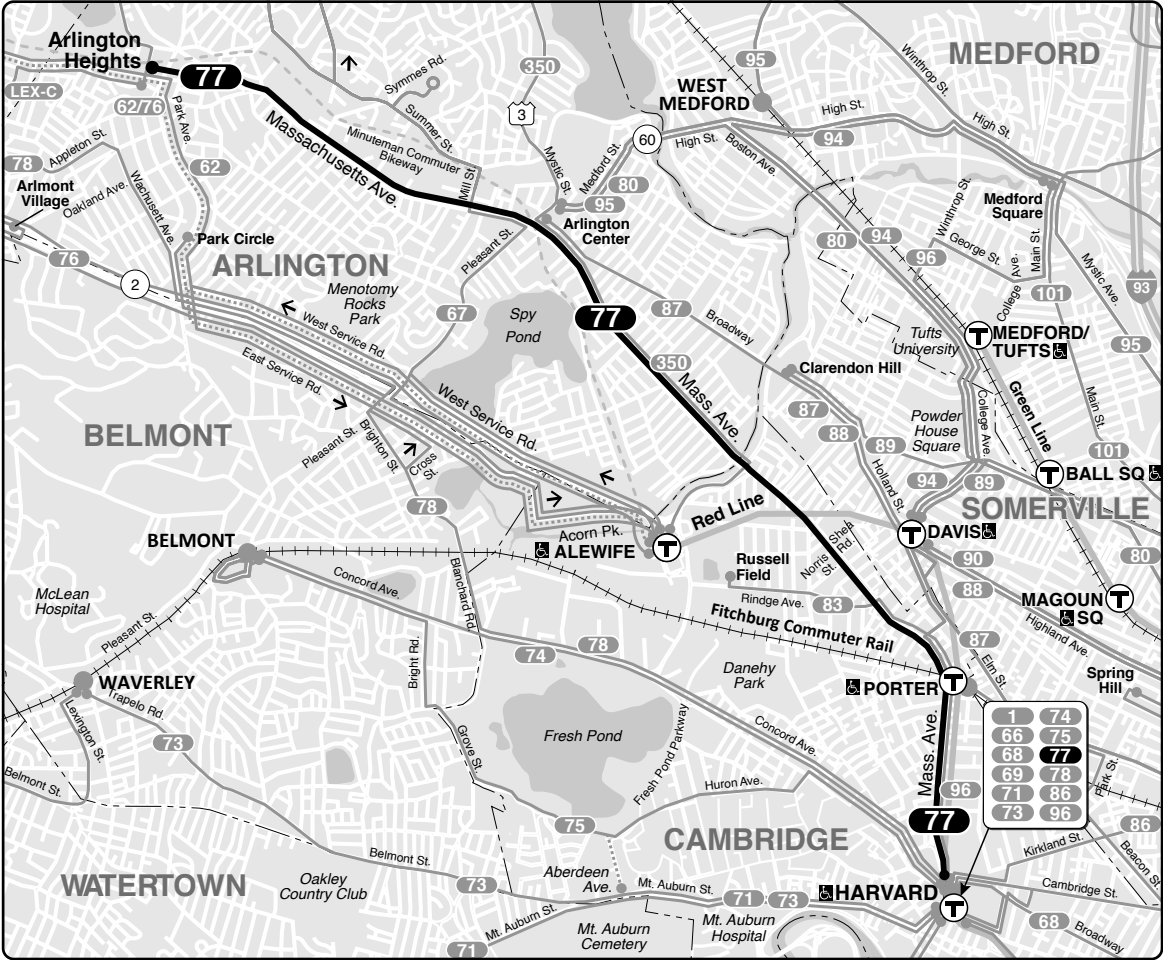 Arlington
Heights
77
LEX-C
62/76
Park Ave.
78
Appleton St.
Arlmont
Village
Oakland Ave.
Wachusett Ave.
62
Park Circle
76
2
ARLINGTON
Menotomy
Rocks
Park
Massachusetts Ave.
Minuteman Commuter
Bikeway
Symmes Rd.
Summer St.
Mill St.
350
3
Mystic St.
Medford St.
80
95
Arlington
Center
60
95
WEST
MEDFORD
High St.
Boston Ave.
High St.
94
Winthrop St.
High St.
MEDFORD
Medford
Square
Winthrop St.
George St.
Main St.
College Ave.
101
Mystic Ave.
93
95
80
94
96
Pleasant St.
67
Spy
Pond
77
87
Broadway
350
Mass. Ave.
Clarendon Hill
Tufts
University
T
MEDFORD/
TUFTS
Green Line
College Ave.
Main St.
101
Powder
House
Square
87
88
89
Holland St.
94
89
T
BALL SQ
SOMERVILLE
West Service Rd.
East Service Rd.
West Service Rd.
BELMONT
Pleasant St.
Brighton St.
Cross
St.
78
Acorn Pk.
ALEWIFE
T
Red Line
T
DAVIS
90
88
80
T
MAGOUN
SQ
Highland Ave.
87
Elm St.
Spring
Hill
BELMONT
McLean
Hospital
Pleasant St.
Concord Ave.
Blanchard Rd.
Russell
Field
Norris St.
Shea Rd.
Rindge Ave.
83
Fitchburg Commuter Rail
74
78
Bright Rd.
Danehy
Park
PORTER
T
WAVERLEY
Trapelo Rd.
Lexington St.
73
Belmont St.
Grove St.
Fresh Pond
Fresh Pond Parkway
Concord Ave.
Huron Ave.
Mass. Ave.
96
77
1 74
66 75
68 77
69 78
71 86
73 96
Park St.
86
Kirkland St.
Beacon St.
Cambridge St.
75
CAMBRIDGE
Belmont St.
73
WATERTOWN
Oakley
Country Club
Aberdeen
Ave.
Mt. Auburn St.
71
73
HARVARD
T
68
Broadway
Mt. Auburn St.
71
Mt. Auburn
Cemetery
Mt. Auburn
Hospital